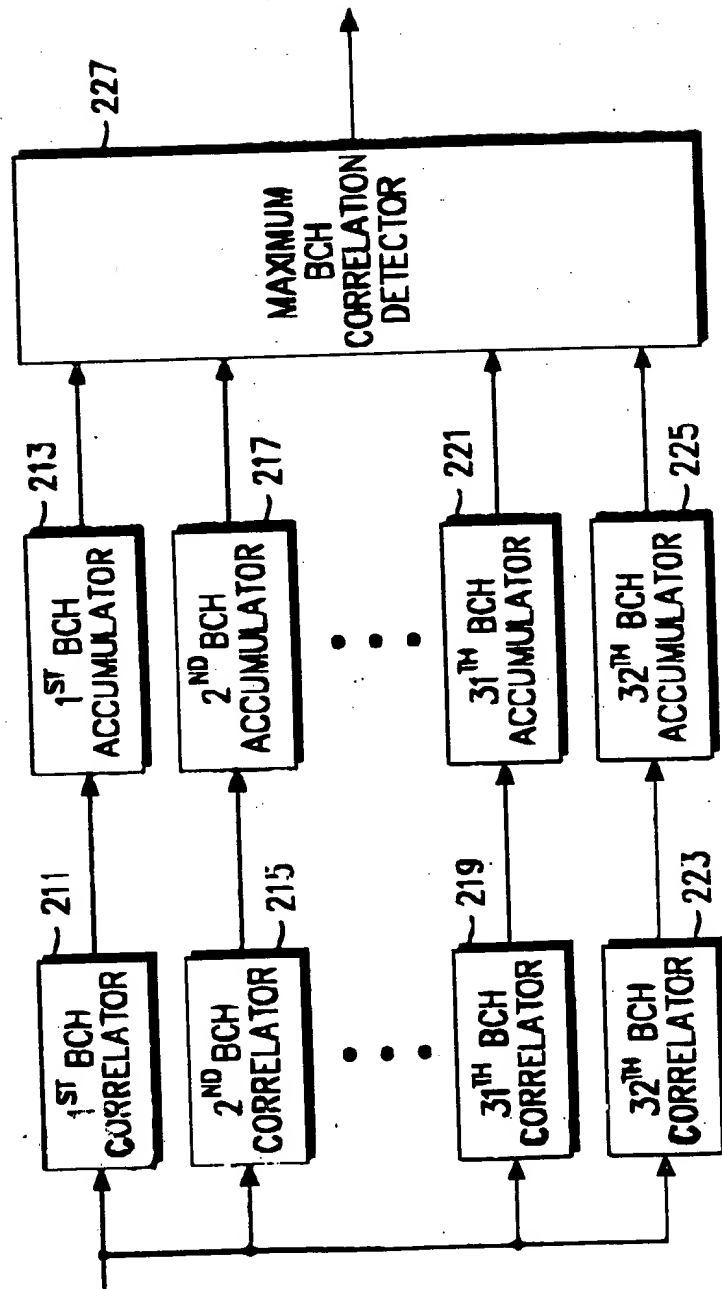 211
1ST BCH
CORRELATOR
213
1ST BCH
ACCUMULATOR
215
2ND BCH
CORRELATOR
217
2ND BCH
ACCUMULATOR
219
31TH BCH
CORRELATOR
221
31TH BCH
ACCUMULATOR
223
32TH BCH
CORRELATOR
225
32TH BCH
ACCUMULATOR
227
MAXIMUM
BCH
CORRELATION
DETECTOR